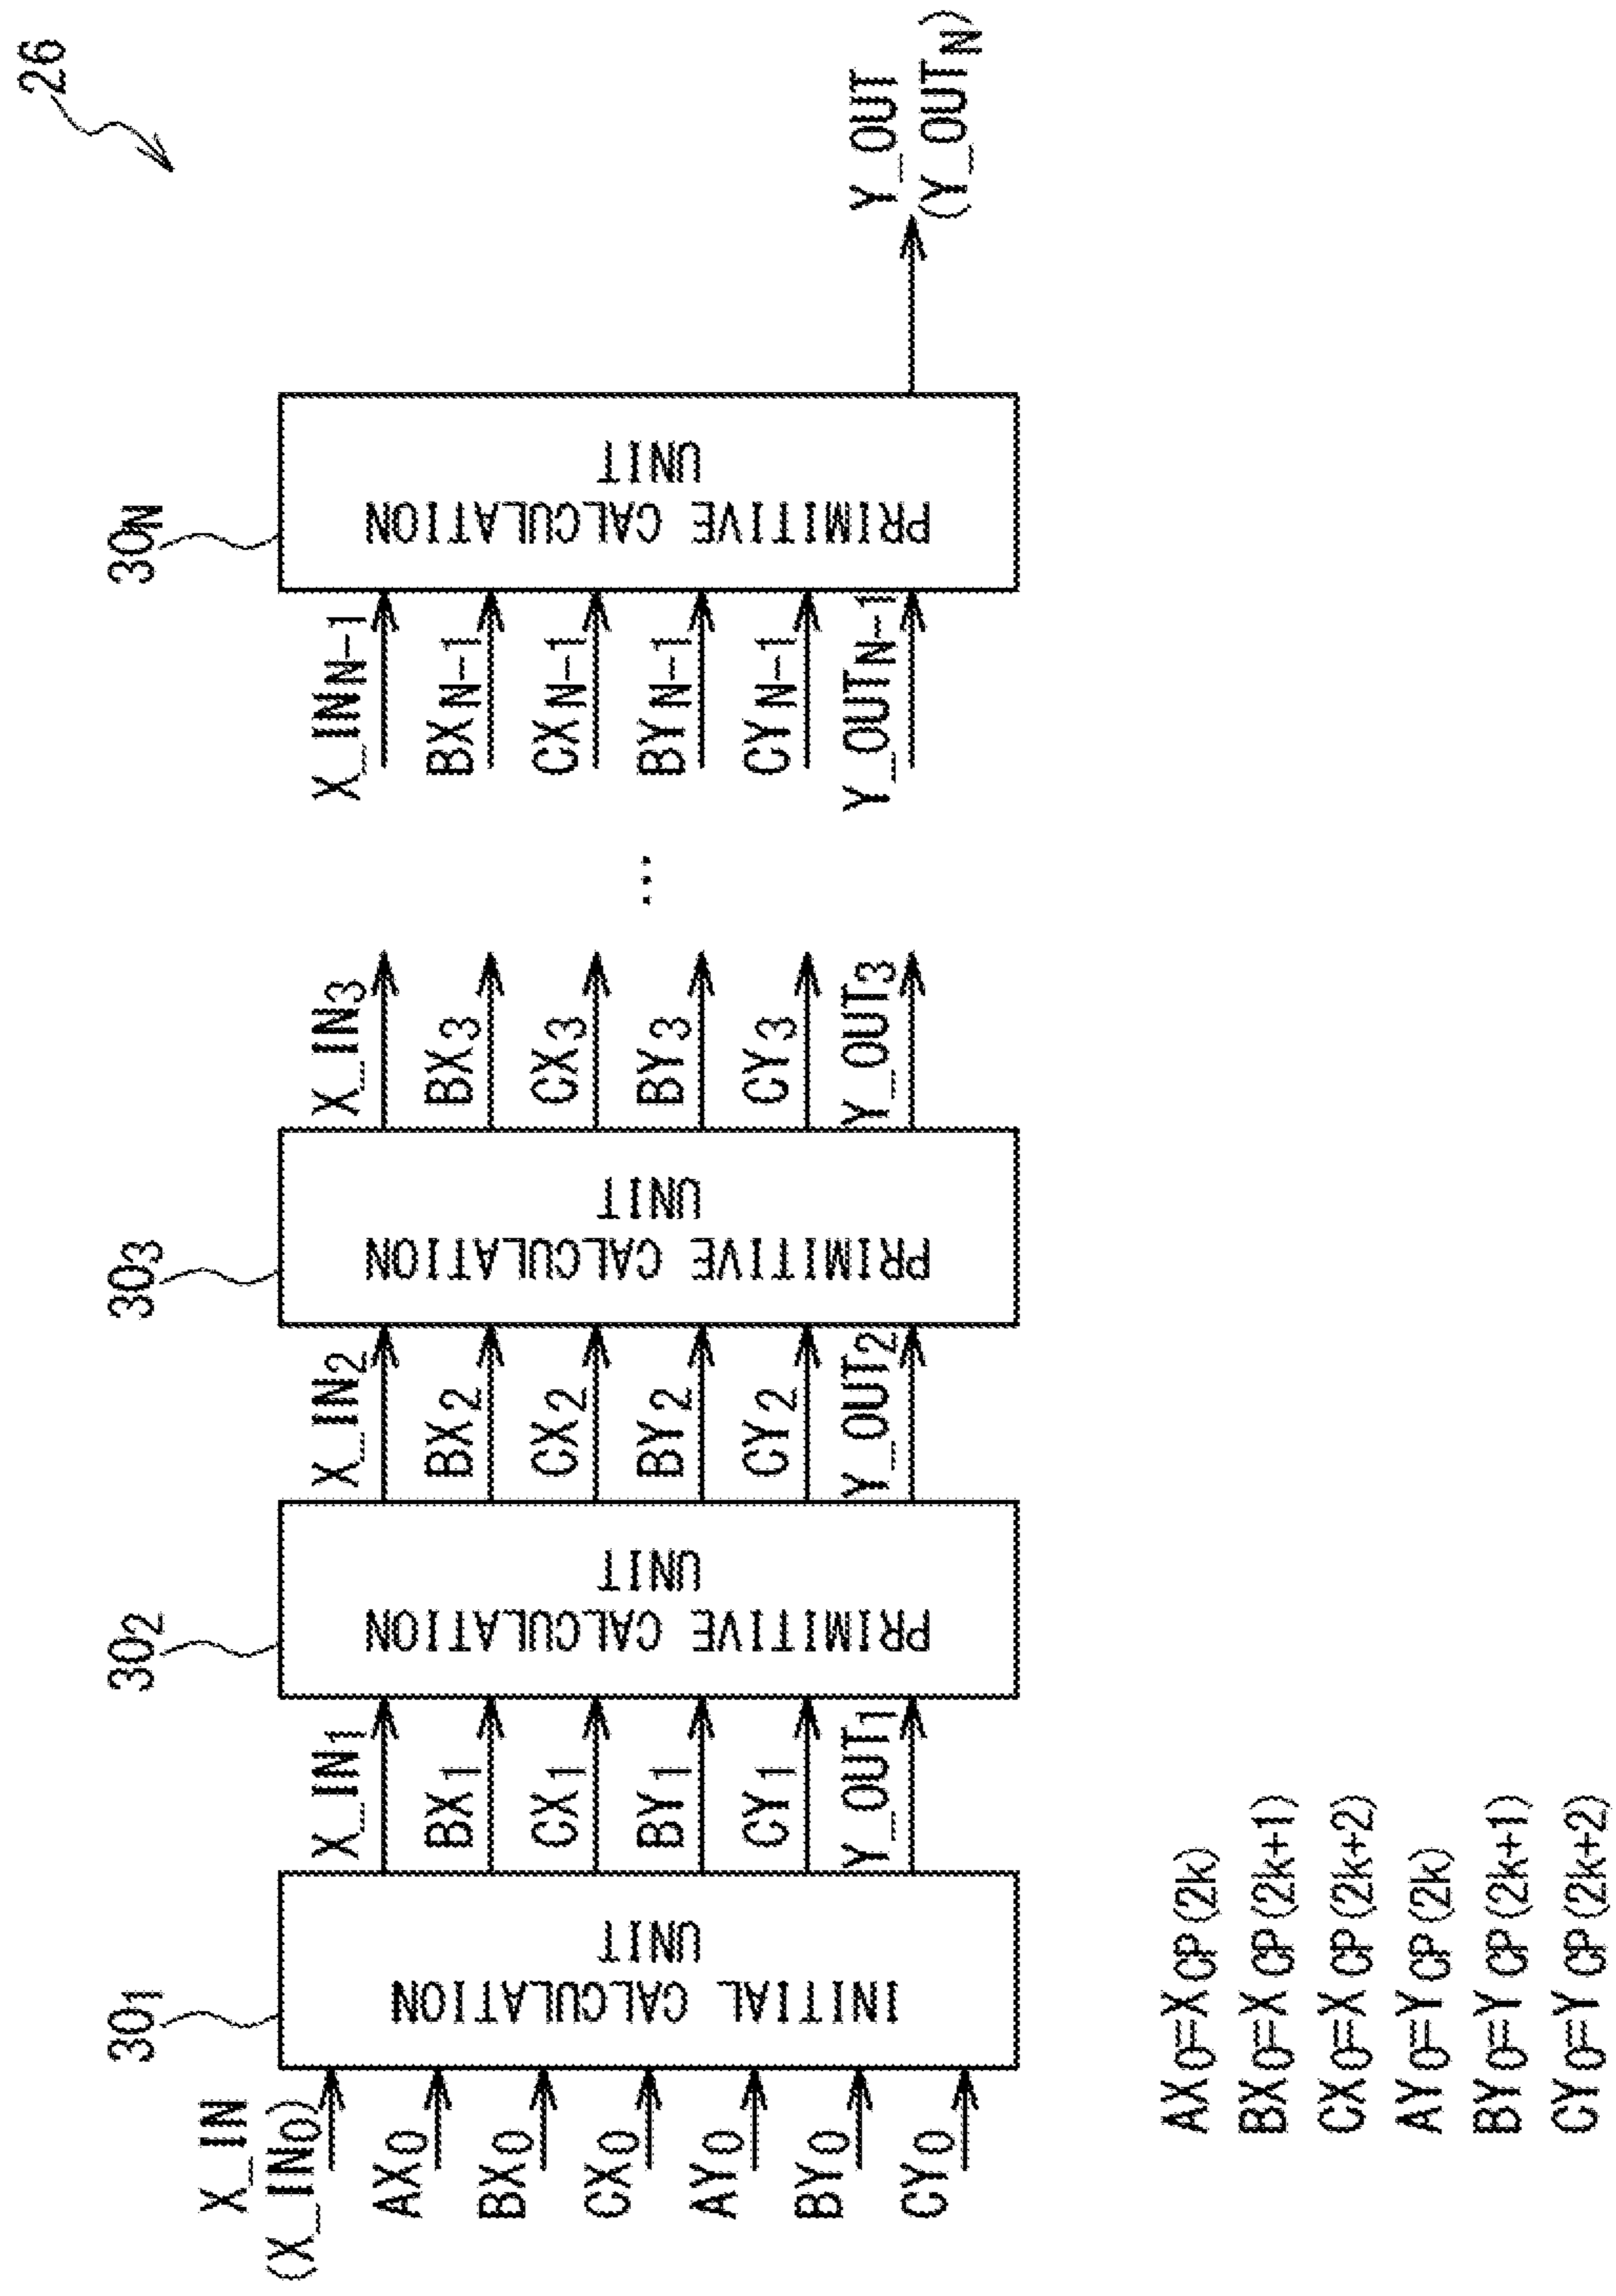 26
30₁
30₂
30₃
30N
X_IN
(X_IN₀)
AX₀
BX₀
CX₀
AY₀
BY₀
CY₀
INITIAL CALCULATION
UNIT
X_IN₁
BX₁
CX₁
BY₁
CY₁
Y_OUT₁
PRIMITIVE CALCULATION
UNIT
X_IN₂
BX₂
CX₂
BY₂
CY₂
Y_OUT₂
PRIMITIVE CALCULATION
UNIT
X_IN₃
BX₃
CX₃
BY₃
CY₃
Y_OUT₃
...
X_INN-1
BXN-1
CXN-1
BYN-1
CYN-1
Y_OUTN-1
PRIMITIVE CALCULATION
UNIT
Y_OUT
(Y_OUTN)
AX₀=XCP(2k)
BX₀=XCP(2k+1)
CX₀=XCP(2k+2)
AY₀=YCP(2k)
BY₀=YCP(2k+1)
CY₀=YCP(2k+2)